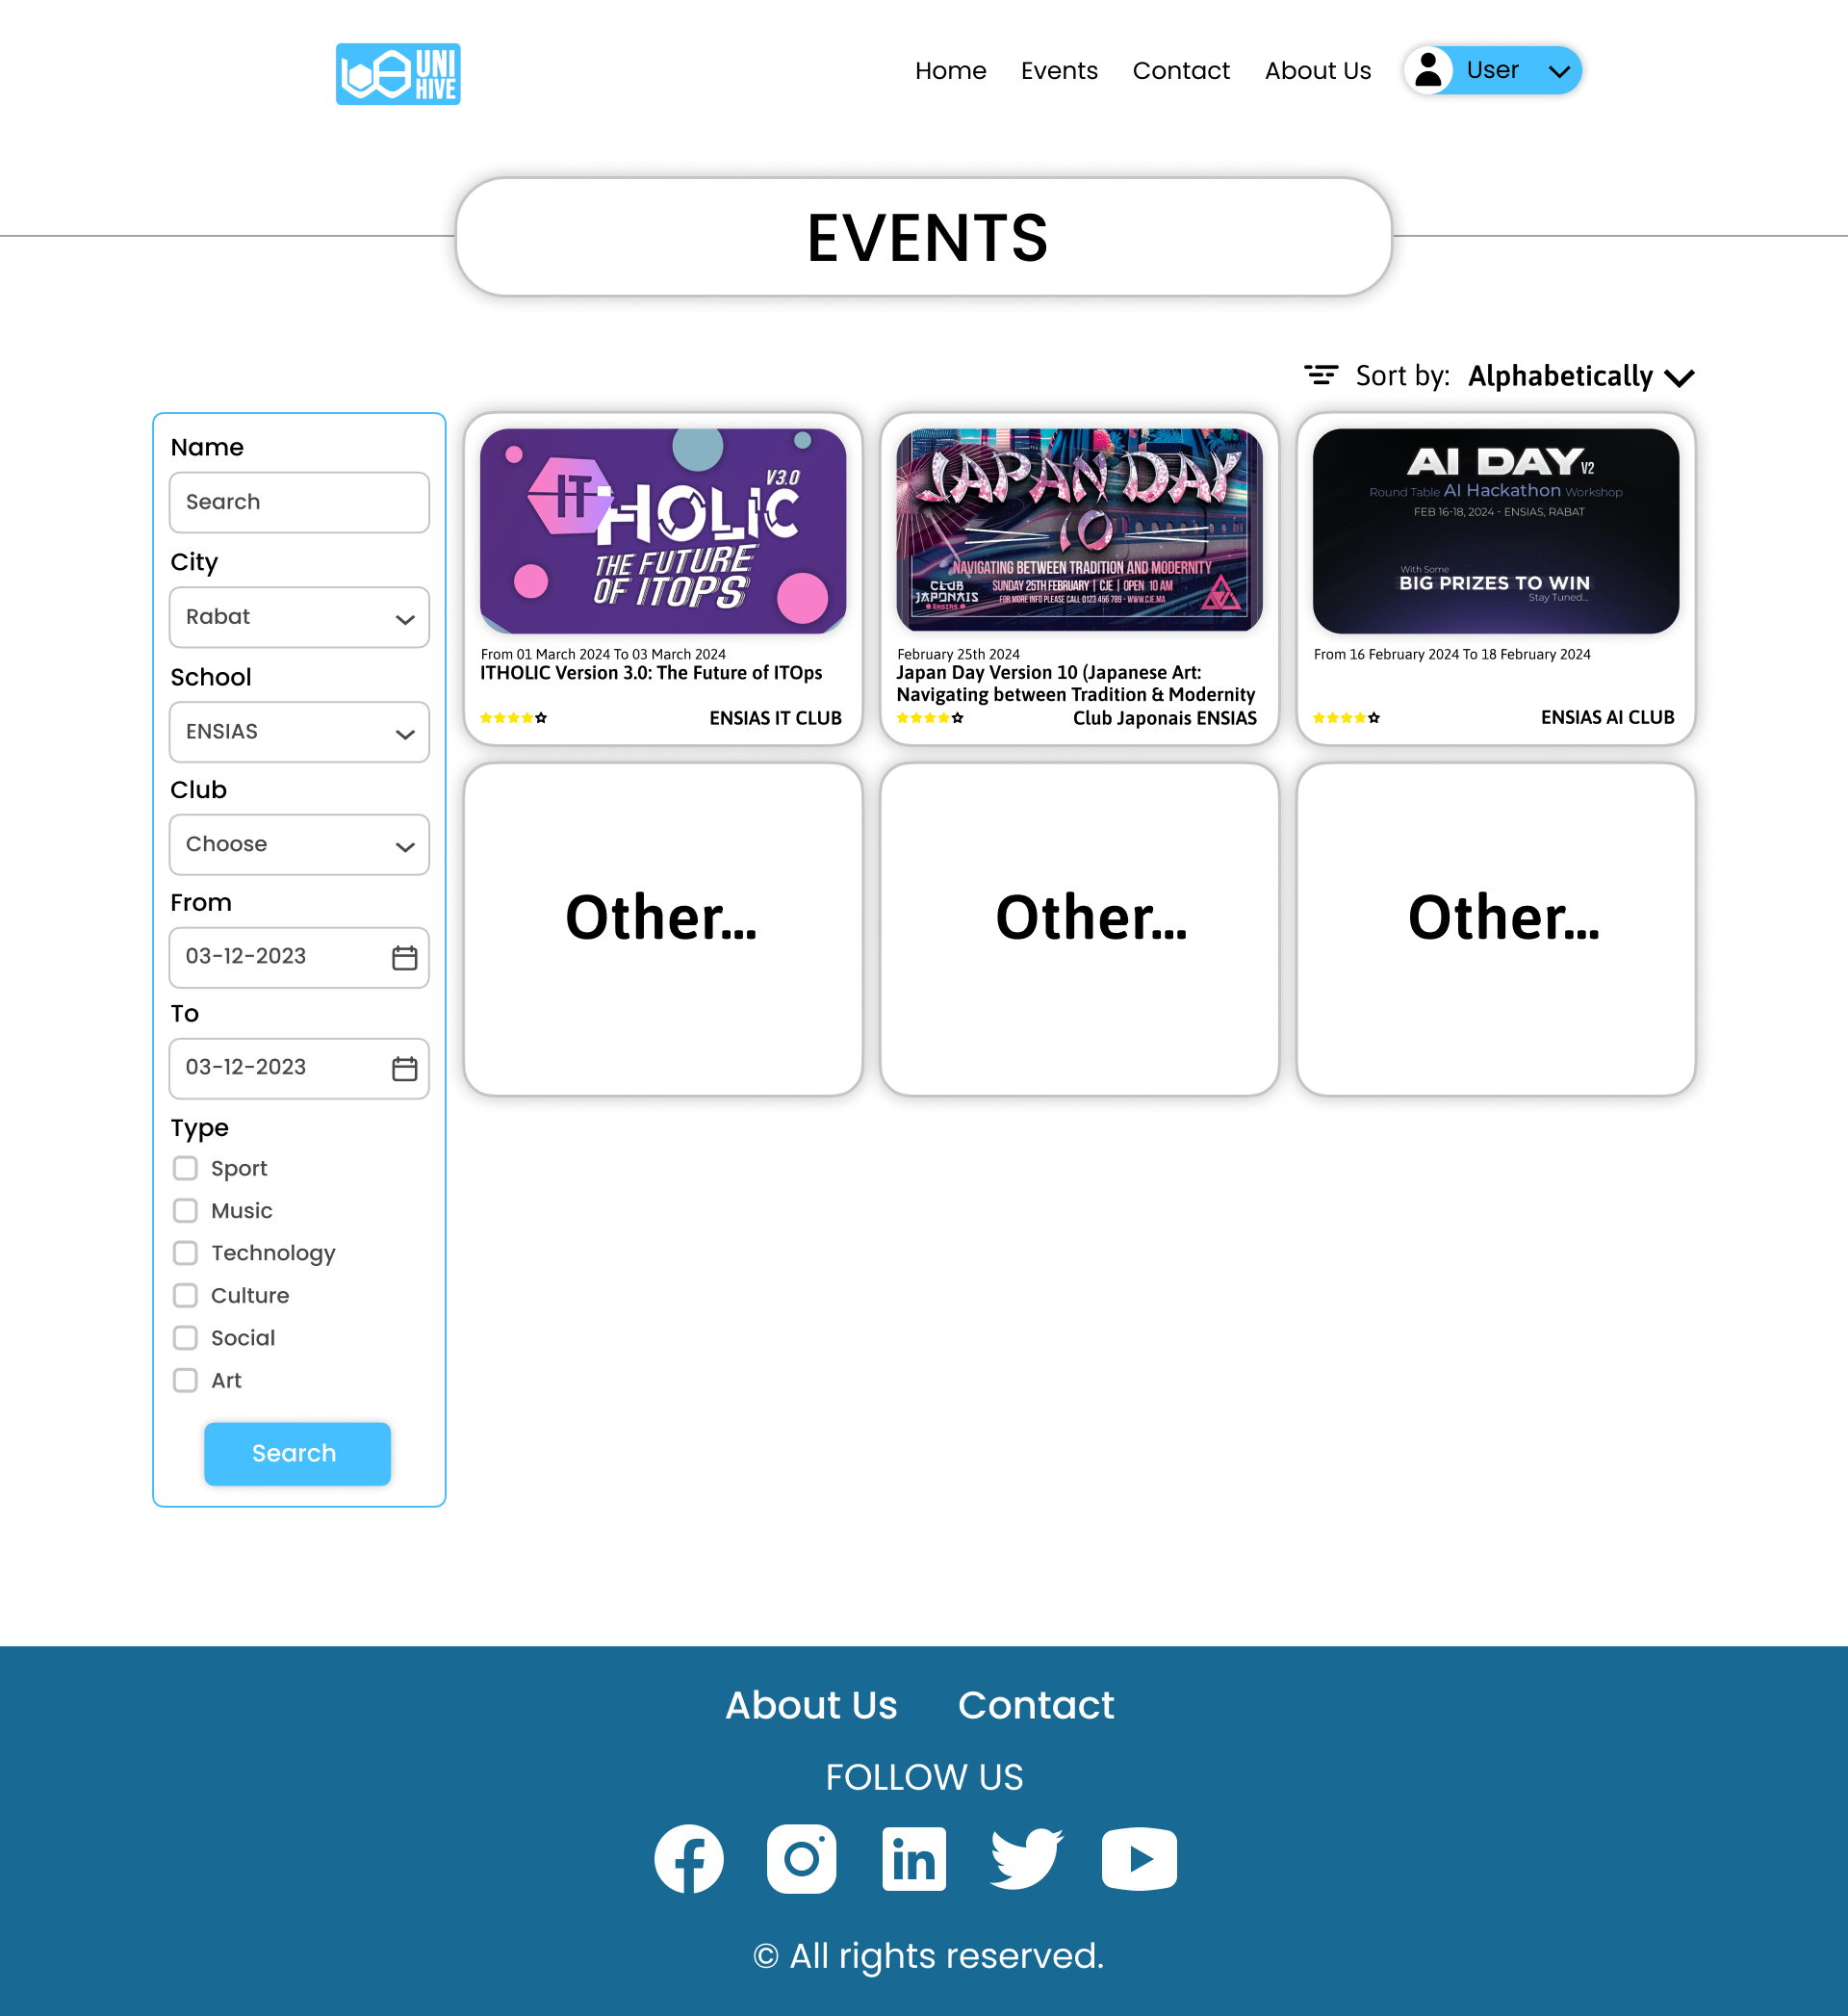 UNI
HIVE
Home
Events
Contact
About Us
User
EVENTS
Sort by: Alphabetically
Name
Search
City
Rabat
School
ENSIAS
Club
Choose
From
03-12-2023
To
03-12-2023
Type
Sport
Music
Technology
Culture
Social
Art
Search
IT
HOLIC
V3.0
THE FUTURE
OF ITOPS
From 01 March 2024 To 03 March 2024
ITHOLIC Version 3.0: The Future of ITOps
ENSIAS IT CLUB
JAPAN DAY
10
NAVIGATING BETWEEN TRADITION AND MODERNITY
SUNDAY 25TH FEBRUARY | CJE | OPEN 10 AM
FOR MORE INFO PLEASE CALL 0123 456 789 - WWW.CJE.MA
CLUB
JAPONAIS
ENSIAS
February 25th 2024
Japan Day Version 10 (Japanese Art:
Navigating between Tradition & Modernity
Club Japonais ENSIAS
AI DAY V2
Round Table AI Hackathon Workshop
FEB 16-18, 2024 - ENSIAS, RABAT
With Some
BIG PRIZES TO WIN
Stay Tuned...
From 16 February 2024 To 18 February 2024
ENSIAS AI CLUB
Other...
Other...
Other...
About Us
Contact
FOLLOW US
© All rights reserved.